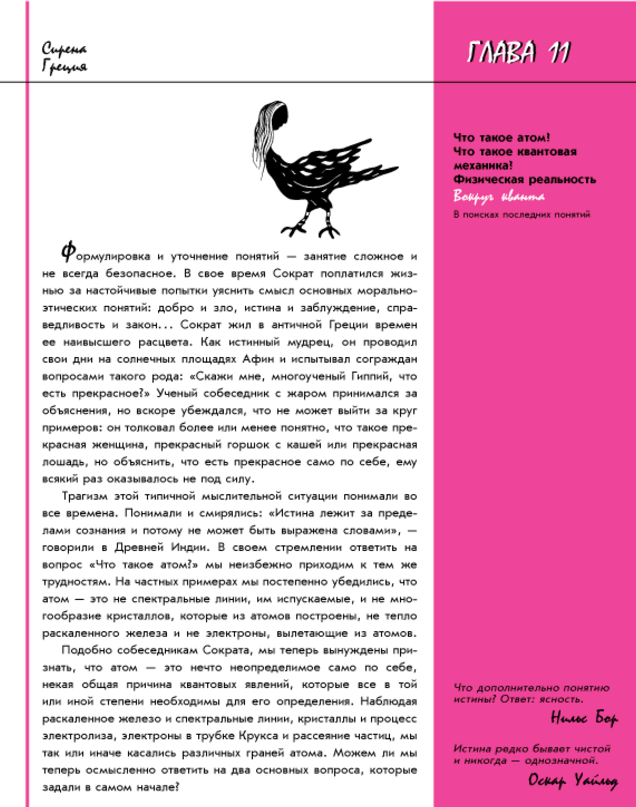 Сирена
Греция
ГЛАВА 11
Что такое атом!
Что такое квантовая
механика!
Физическая реальность
Вокруг кванта
В поисках последних понятий
Формулировка и уточнение понятий — занятие сложное и
не всегда безопасное. В свое время Сократ поплатился жиз-
нью за настойчивые попытки уяснить смысл основных морально-
этических понятий: добро и зло, истина и заблуждение, спра-
ведливость и закон... Сократ жил в античной Греции времен
ее наивысшего расцвета. Как истинный мудрец, он проводил
свои дни на солнечных площадях Афин и испытывал сограждан
вопросами такого рода: «Скажи мне, многоученый Гиппий, что
есть прекрасное?» Ученый собеседник с жаром принимался за
объяснения, но вскоре убеждался, что не может выйти за круг
примеров: он толковал более или менее понятно, что такое пре-
красная женщина, прекрасный горшок с кашей или прекрасная
лошадь, но объяснить, что есть прекрасное само по себе, ему
всякий раз оказывалось не под силу.
Трагизм этой типичной мыслительной ситуации понимали во
все времена. Понимали и смирялись: «Истина лежит за преде-
лами сознания и потому не может быть выражена словами», —
говорили в Древней Индии. В своем стремлении ответить на
вопрос «Что такое атом?» мы неизбежно приходим к тем же
трудностям. На частных примерах мы постепенно убедились, что
атом — это не спектральные линии, им испускаемые, и не мно-
гообразие кристаллов, которые из атомов построены, не тепло
раскаленного железа и не электроны, вылетающие из атомов.
Подобно собеседникам Сократа, мы теперь вынуждены при-
знать, что атом — это нечто неопределимое само по себе,
некая общая причина квантовых явлений, которые все в той
или иной степени необходимы для его определения. Наблюдая
раскаленное железо и спектральные линии, кристаллы и процесс
электролиза, электроны в трубке Крукса и рассеяние частиц, мы
так или иначе касались различных граней атома. Можем ли мы
теперь осмысленно ответить на два основных вопроса, которые
задали в самом начале?
Что дополнительно понятию
истины? Ответ: ясность.
Нильс Бор
Истина редко бывает чистой
и никогда — однозначной.
Оскар Уайльд